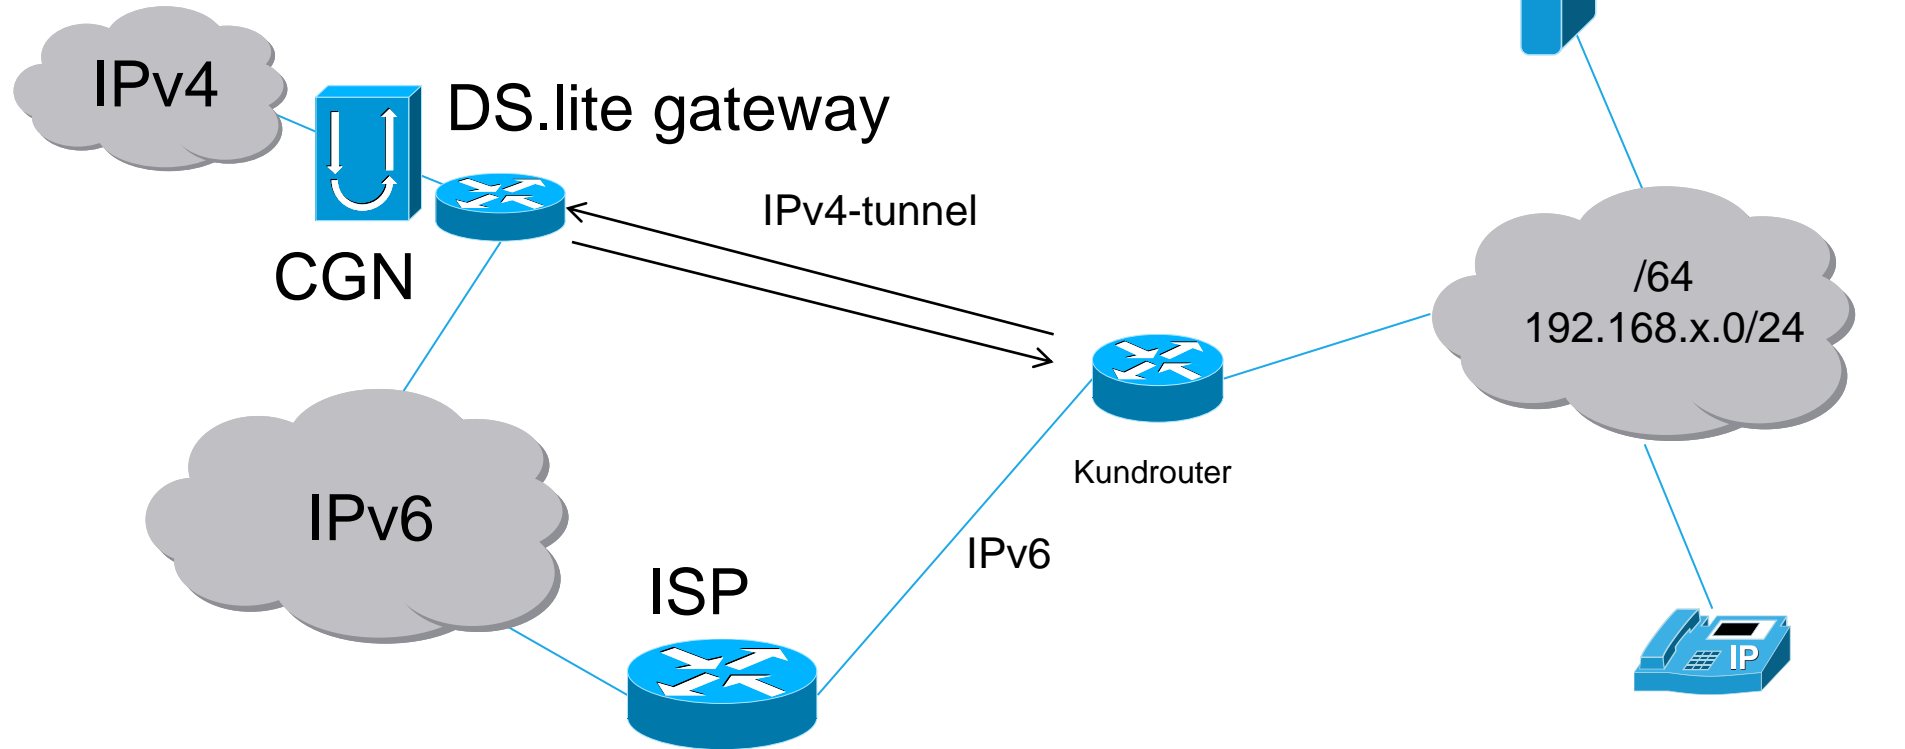 IPv4
DS.lite gateway
IPv4-tunnel
CGN
/64
192.168.x.0/24
Kundrouter
IPv6
IPv6
ISP
IP